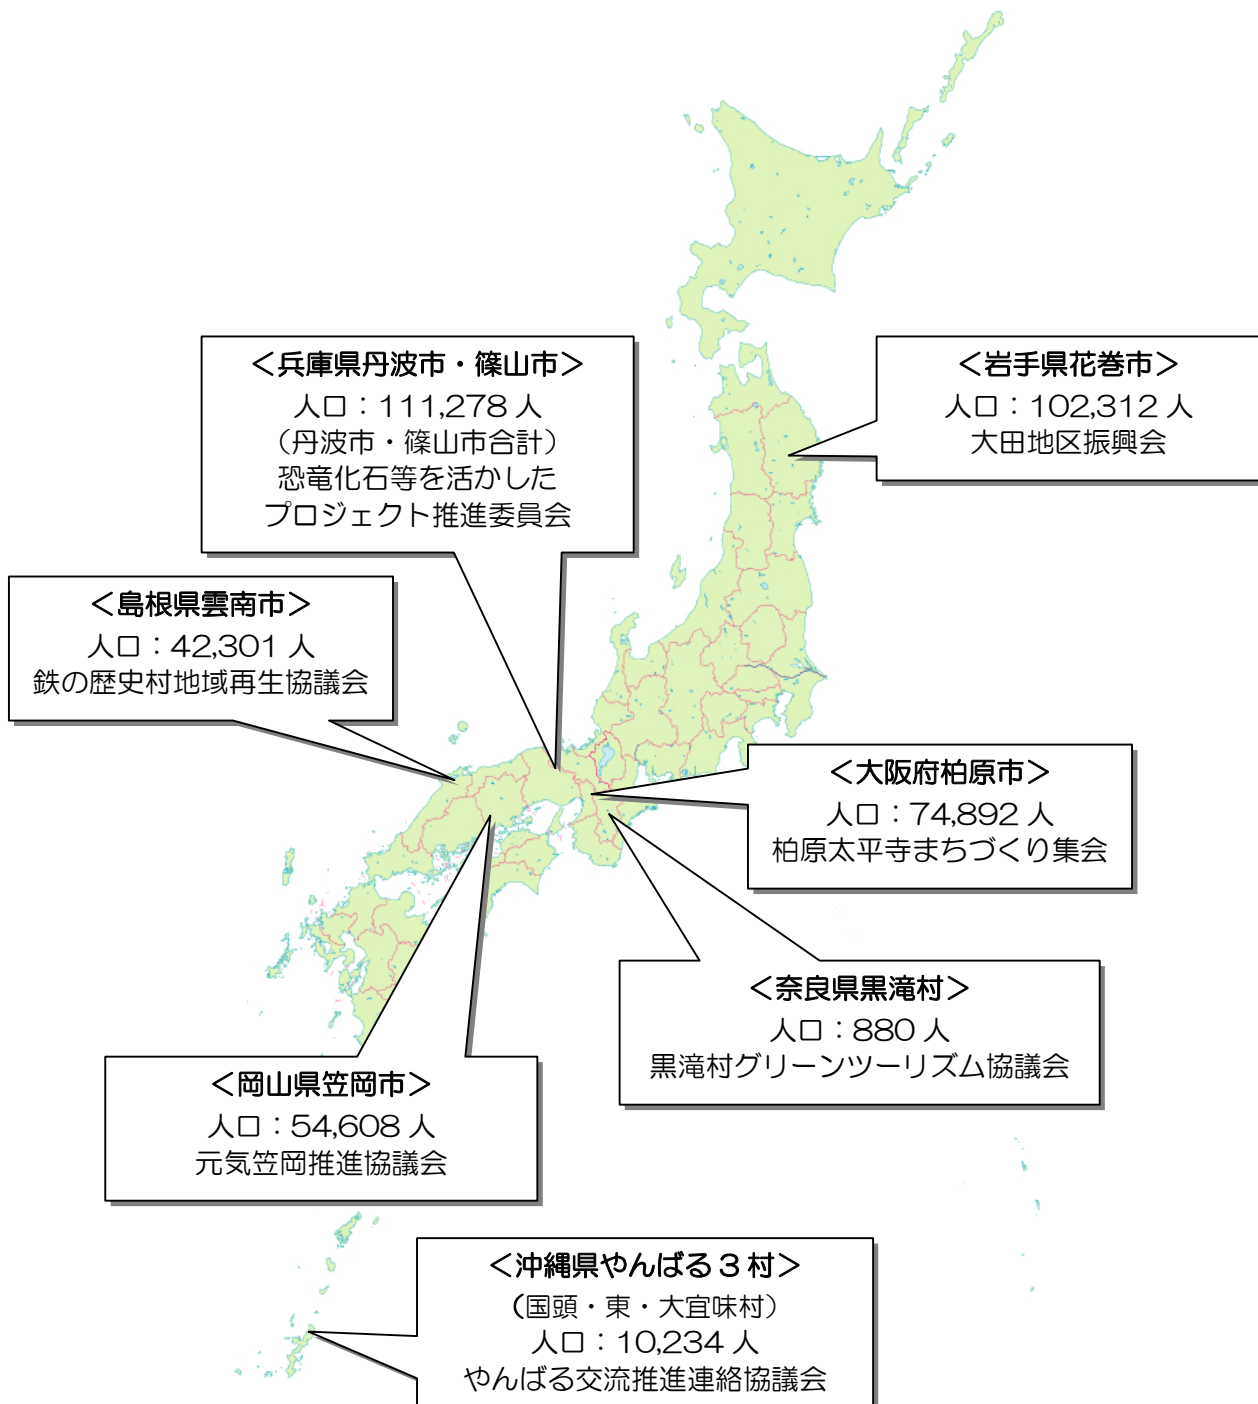 ＜兵庫県丹波市・篠山市＞
人口：111,278 人
（丹波市・篠山市合計）
恐竜化石等を活かした
プロジェクト推進委員会
＜岩手県花巻市＞
人口：102,312 人
大田地区振興会
＜島根県雲南市＞
人口：42,301 人
鉄の歴史村地域再生協議会
＜大阪府柏原市＞
人口：74,892 人
柏原太平寺まちづくり集会
＜奈良県黒滝村＞
人口：880 人
黒滝村グリーンツーリズム協議会
＜岡山県笠岡市＞
人口：54,608 人
元気笠岡推進協議会
＜沖縄県やんばる３村＞
（国頭・東・大宜味村）
人口：10,234 人
やんばる交流推進連絡協議会